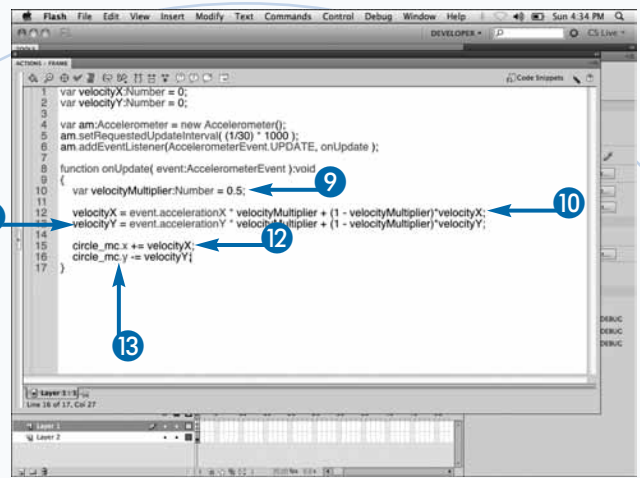 Flash File Edit View Insert Modify Text Commands Control Debug Window Help Sun 4:34 PM
DEVELOPER CS Live
TOOLS
ACTIONS - FRAME
Code Snippets
1 var velocityX:Number = 0;
2 var velocityY:Number = 0;
3
4 var am:Accelerometer = new Accelerometer();
5 am.setRequestedUpdateInterval( (1/30) * 1000 );
6 am.addEventListener(AccelerometerEvent.UPDATE, onUpdate );
7
8 function onUpdate( event:AccelerometerEvent ):void
9 {
10 var velocityMultiplier:Number = 0.5; 9
11
12 velocityX = event.accelerationX * velocityMultiplier + (1 - velocityMultiplier)*velocityX; 10
13 velocityY = event.accelerationY * velocityMultiplier + (1 - velocityMultiplier)*velocityY;
14
15 circle_mc.x += velocityX; 12
16 circle_mc.y -= velocityY;
17 }
13
DEBUG
DEBUG
DEBUG
Layer 1 : 1
Line 16 of 17, Col 27
Layer 1
Layer 2